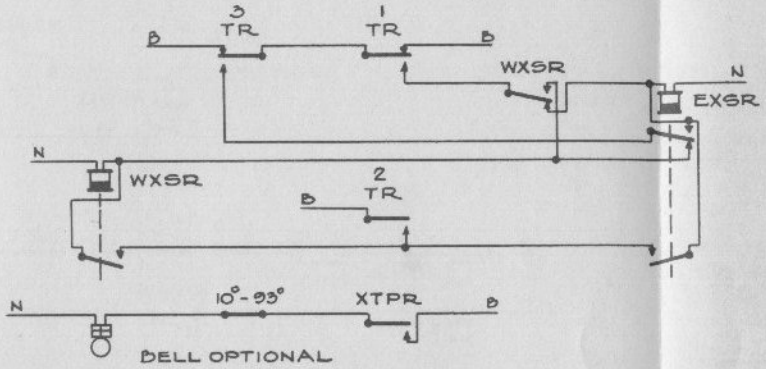 3
TR
1
TR
B
B
WXSR
N
EXSR
N
WXSR
2
TR
B
N
10°-93°
XTPR
B
BELL OPTIONAL